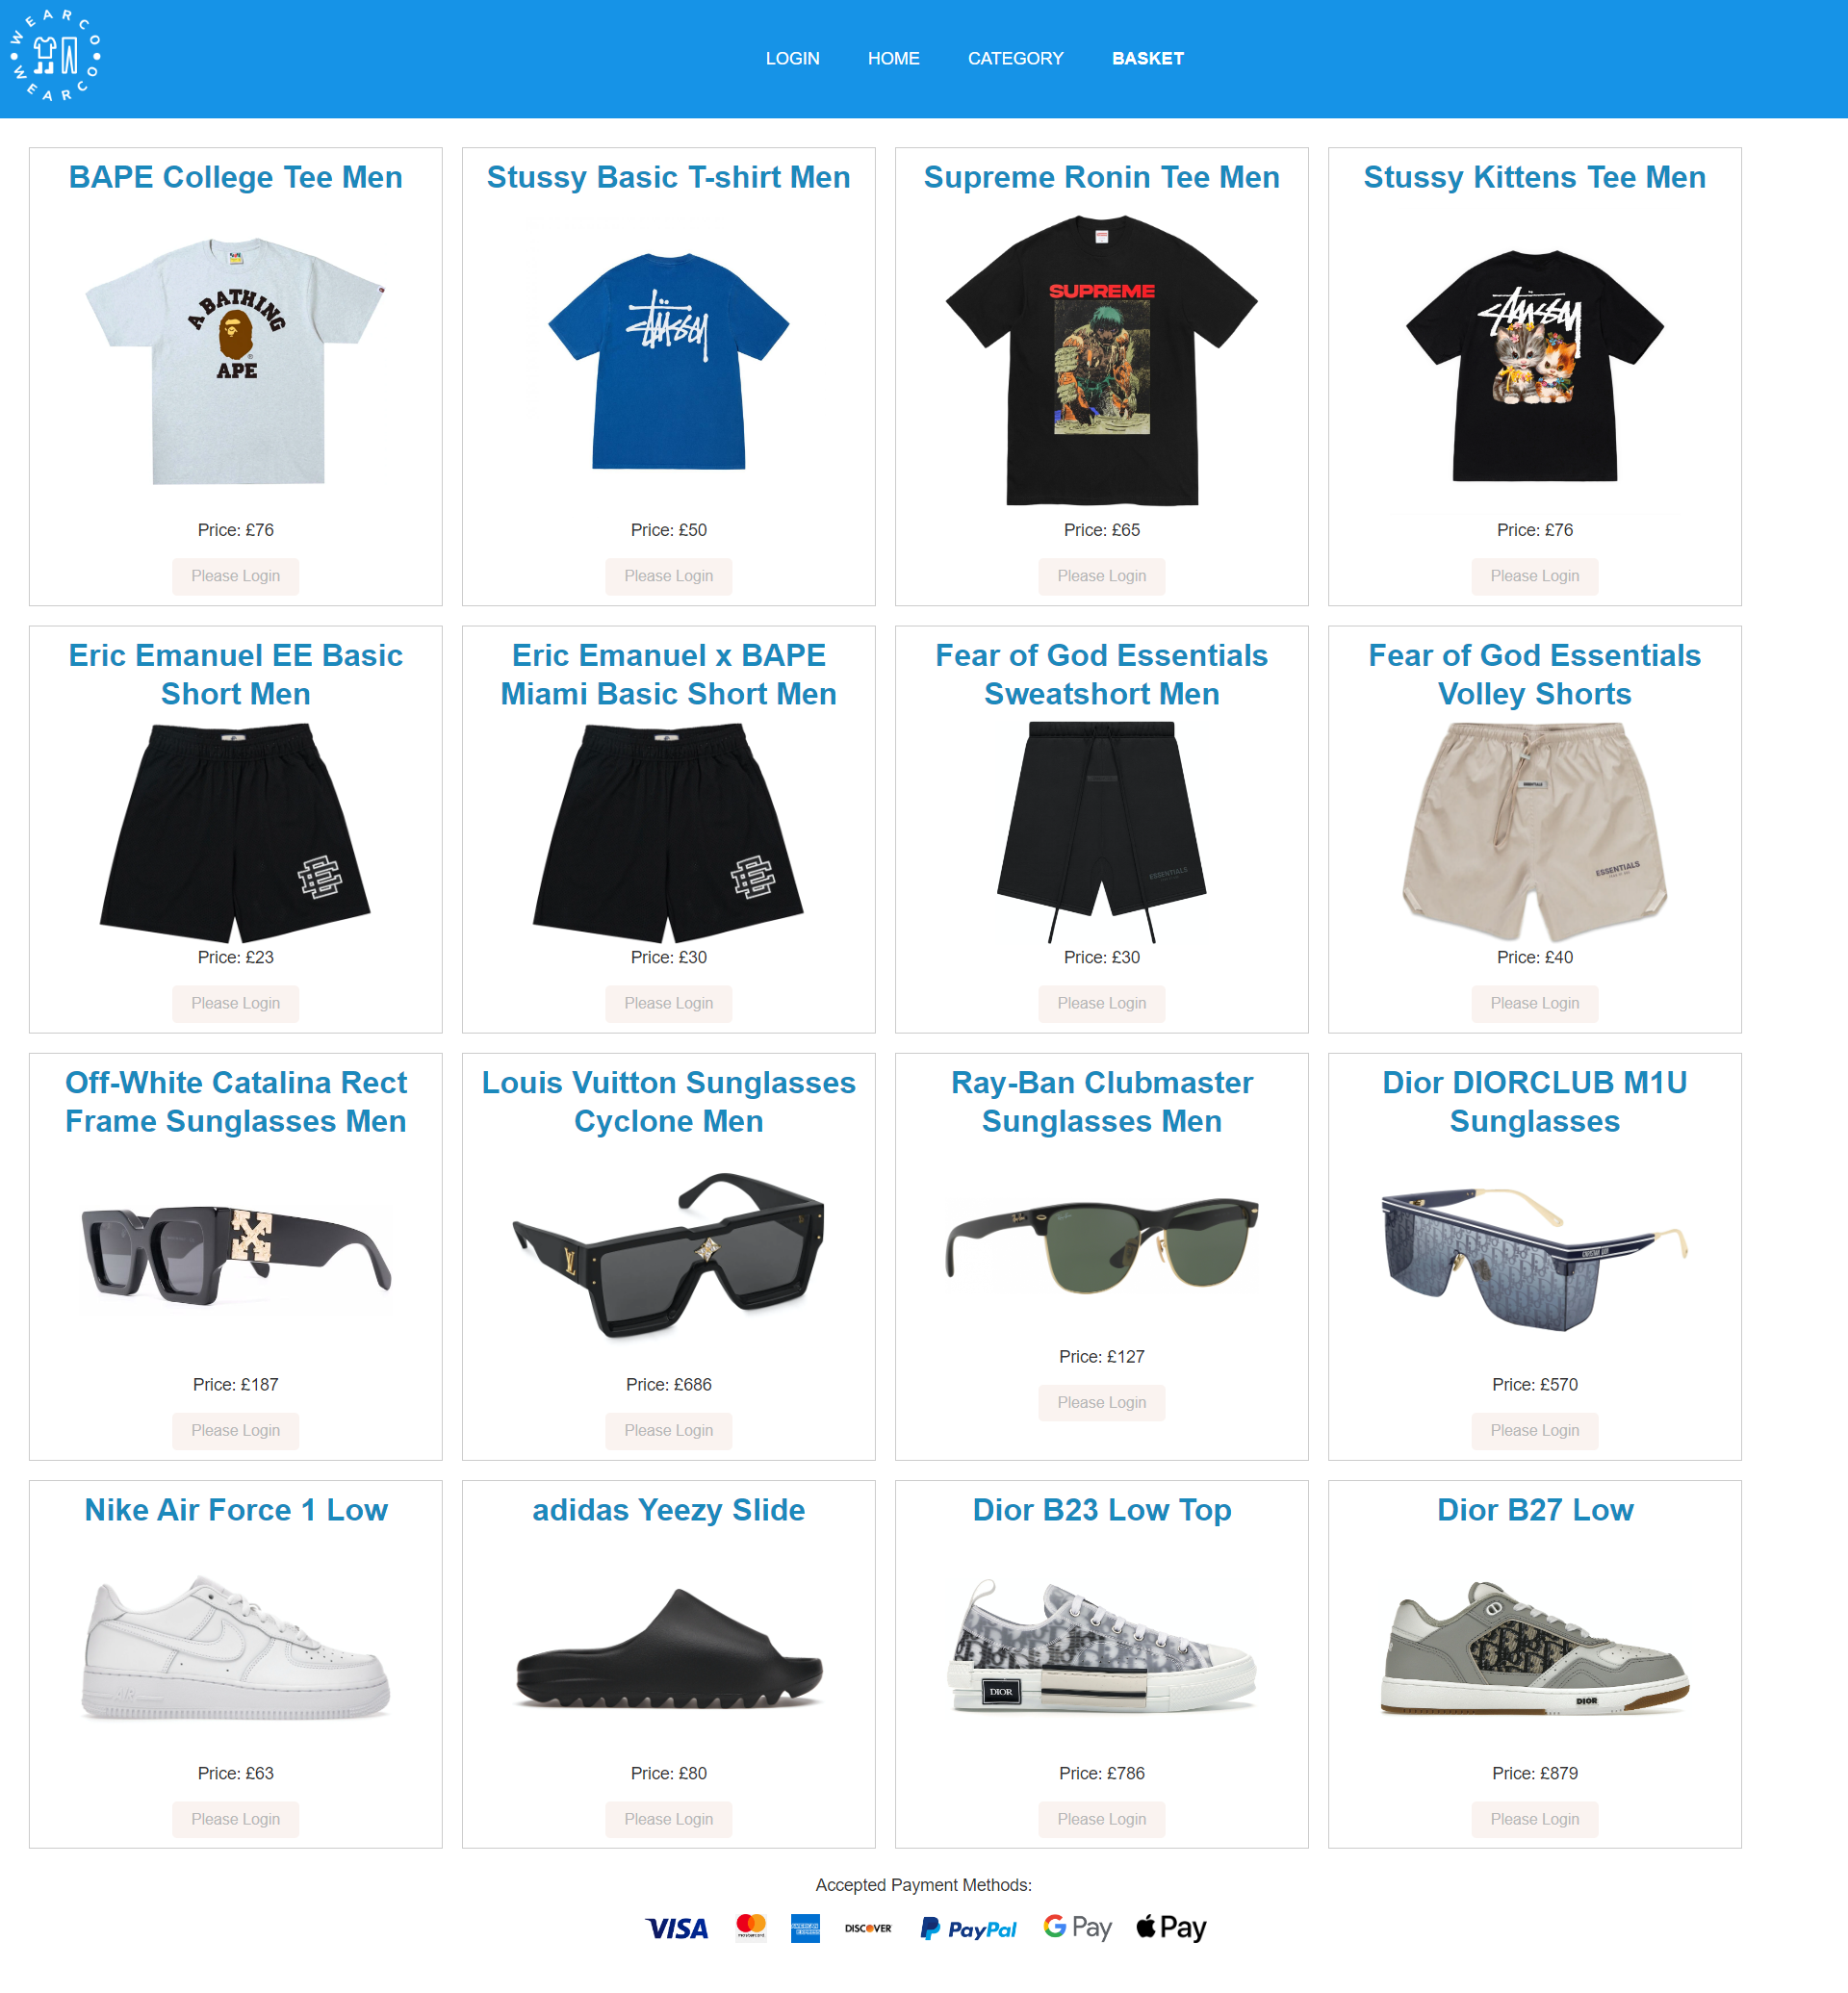 WEARCO
WEARCO
LOGIN HOME CATEGORY BASKET
BAPE College Tee Men
A BATHING
APE
Price: £76
Please Login
Stussy Basic T-shirt Men
Stüssy
Price: £50
Please Login
Supreme Ronin Tee Men
SUPREME
Price: £65
Please Login
Stussy Kittens Tee Men
Stüssy
Price: £76
Please Login
Eric Emanuel EE Basic
Short Men
Price: £23
Please Login
Eric Emanuel x BAPE
Miami Basic Short Men
Price: £30
Please Login
Fear of God Essentials
Sweatshort Men
ESSENTIALS
Price: £30
Please Login
Fear of God Essentials
Volley Shorts
ESSENTIALS
ESSENTIALS
Price: £40
Please Login
Off-White Catalina Rect
Frame Sunglasses Men
Price: £187
Please Login
Louis Vuitton Sunglasses
Cyclone Men
LV
Price: £686
Please Login
Ray-Ban Clubmaster
Sunglasses Men
Price: £127
Please Login
Dior DIORCLUB M1U
Sunglasses
CHRISTIAN DIOR
Price: £570
Please Login
Nike Air Force 1 Low
AIR
Price: £63
Please Login
adidas Yeezy Slide
Price: £80
Please Login
Dior B23 Low Top
DIOR
Price: £786
Please Login
Dior B27 Low
DIOR
Price: £879
Please Login
Accepted Payment Methods:
VISA mastercard AMERICAN EXPRESS DISCOVER PayPal G Pay Pay